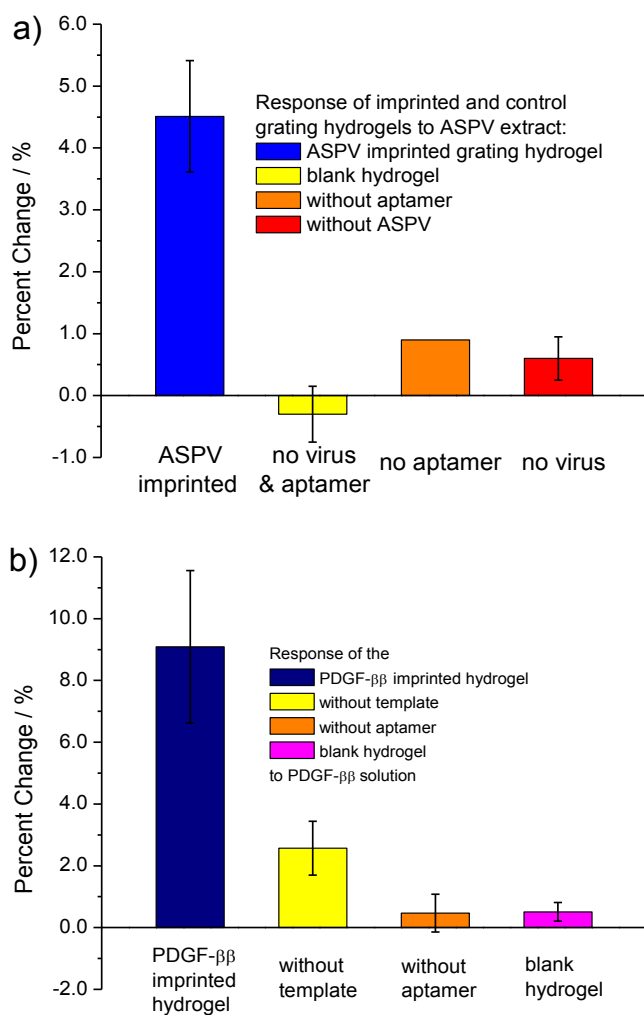 a)
6.0
5.0
4.0
3.0
2.0
1.0
0.0
-1.0
Percent Change / %
Response of imprinted and control
grating hydrogels to ASPV extract:
ASPV imprinted grating hydrogel
blank hydrogel
without aptamer
without ASPV
ASPV
imprinted
no virus
& aptamer
no aptamer
no virus
b)
12.0
10.0
8.0
6.0
4.0
2.0
0.0
-2.0
Percent Change / %
Response of the
PDGF-ββ imprinted hydrogel
without template
without aptamer
blank hydrogel
to PDGF-ββ solution
PDGF-ββ
imprinted
hydrogel
without
template
without
aptamer
blank
hydrogel